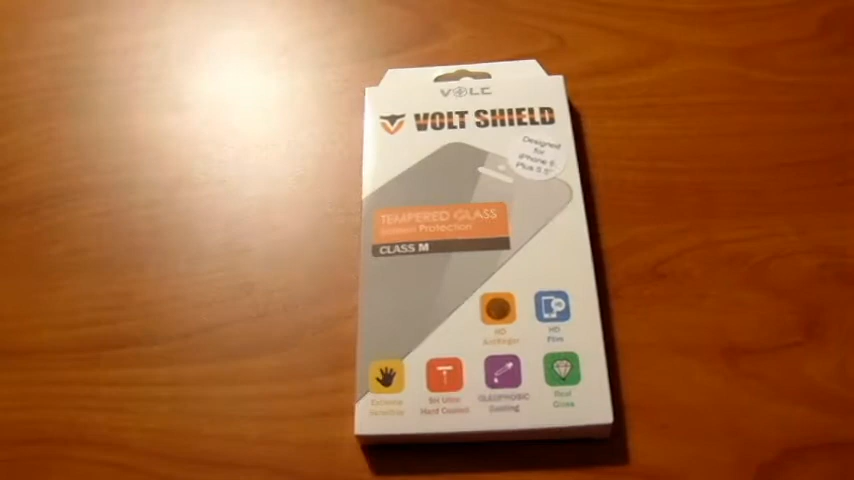 VOLT
VOLT SHIELD
Designed
for
iPhone 6
Plus 5.5"
TEMPERED GLASS
Screen Protection
CLASS M
HD
HD
Film
Extreme
Sensitive
9H Ultra
Hard Coated
OLEOPHOBIC
Coating
Real
Glass